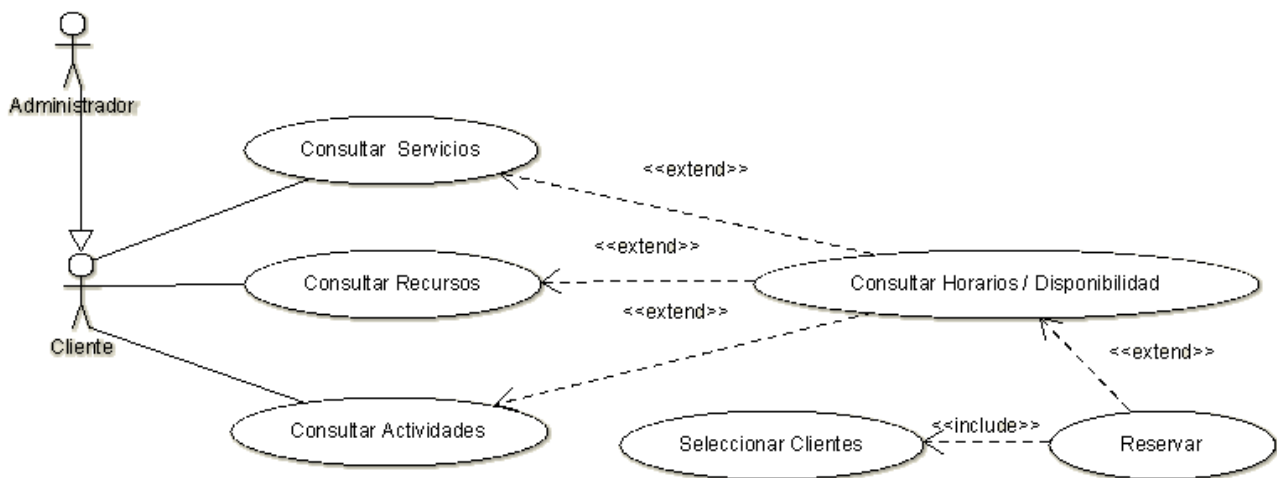 Administrador
Consultar Servicios
<<extend>>
<<extend>>
Consultar Recursos
Consultar Horarios / Disponibilidad
<<extend>>
Cliente
<<extend>>
Consultar Actividades
Seleccionar Clientes
<<include>>
Reservar